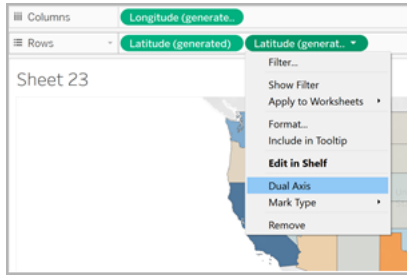 Columns
Longitude (generate..
Rows
Latitude (generated)
Latitude (generat..
Sheet 23
Filter...
Show Filter
Apply to Worksheets
Format...
Include in Tooltip
Edit in Shelf
Dual Axis
Mark Type
Remove